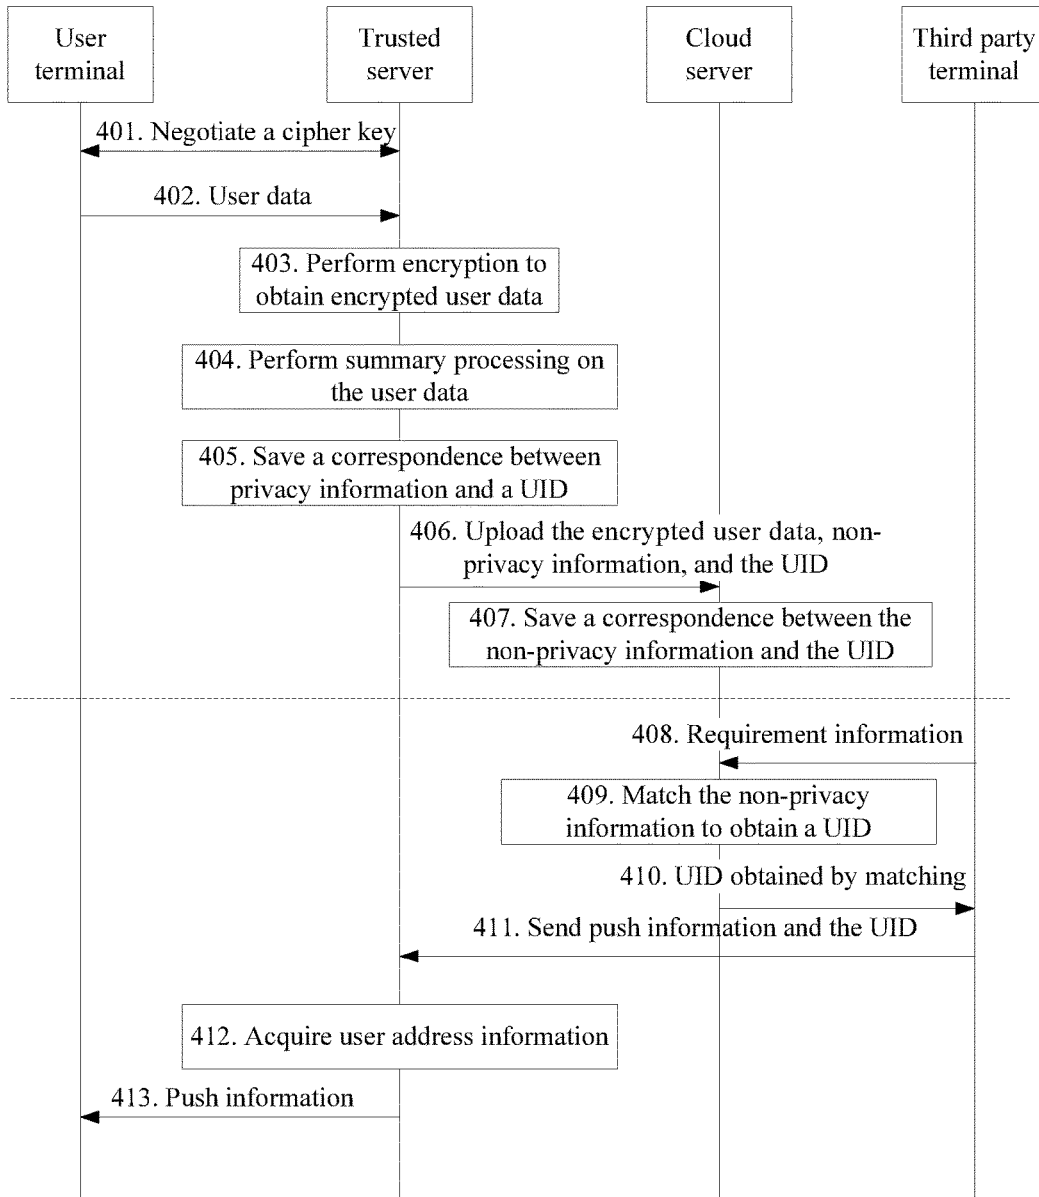 User
terminal
Trusted
server
Cloud
server
Third party
terminal
401. Negotiate a cipher key
402. User data
403. Perform encryption to
obtain encrypted user data
404. Perform summary processing on
the user data
405. Save a correspondence between
privacy information and a UID
406. Upload the encrypted user data, non-
privacy information, and the UID
407. Save a correspondence between the
non-privacy information and the UID
408. Requirement information
409. Match the non-privacy
information to obtain a UID
410. UID obtained by matching
411. Send push information and the UID
412. Acquire user address information
413. Push information